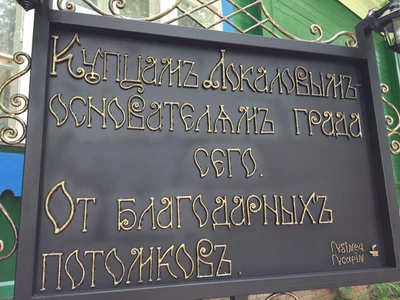 Купцамъ Локаловымъ-
основателямъ града
сего.
От благодарныхъ
потомковъ.